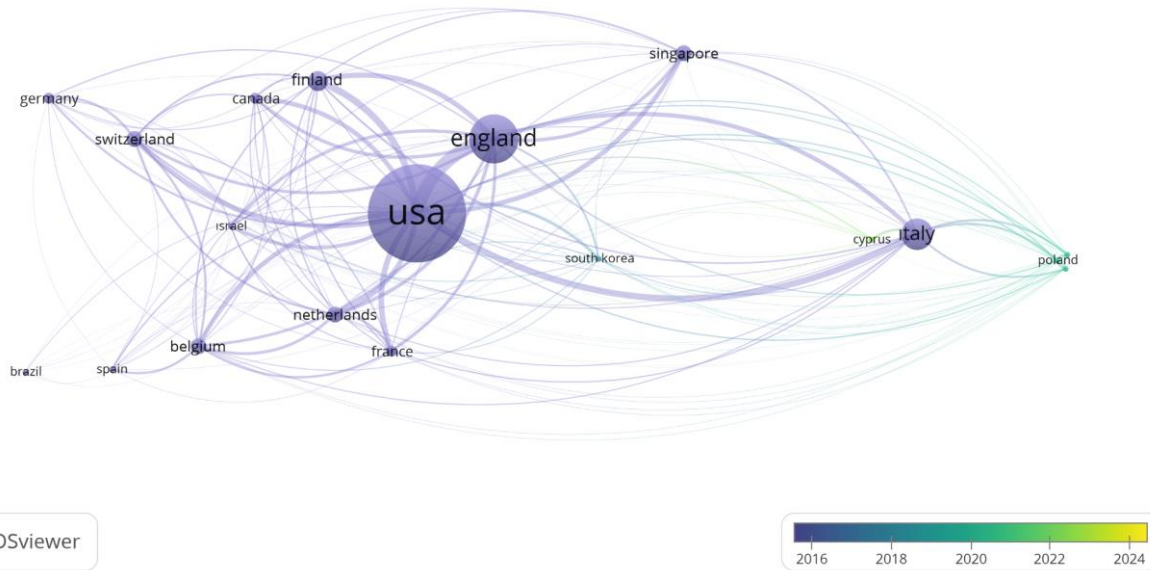 singapore
finland
germany
canada
england
switzerland
usa
israel
cyprus
italy
south korea
poland
netherlands
belgium
france
brazil
spain
OSviewer
2016 2018 2020 2022 2024